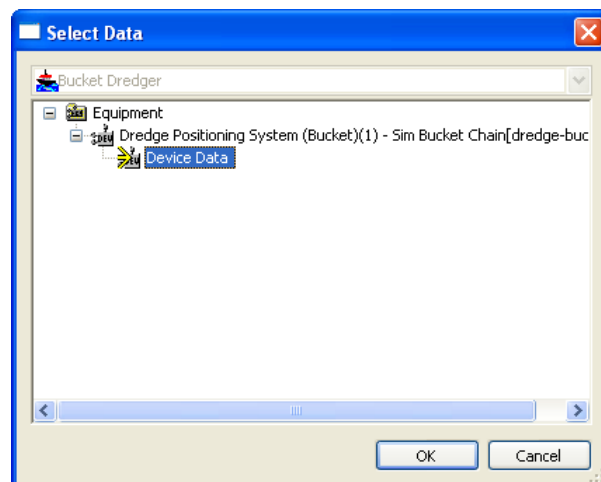 Select Data
Bucket Dredger
Equipment
Dredge Positioning System (Bucket)(1) - Sim Bucket Chain[dredge-buc
Device Data
OK
Cancel